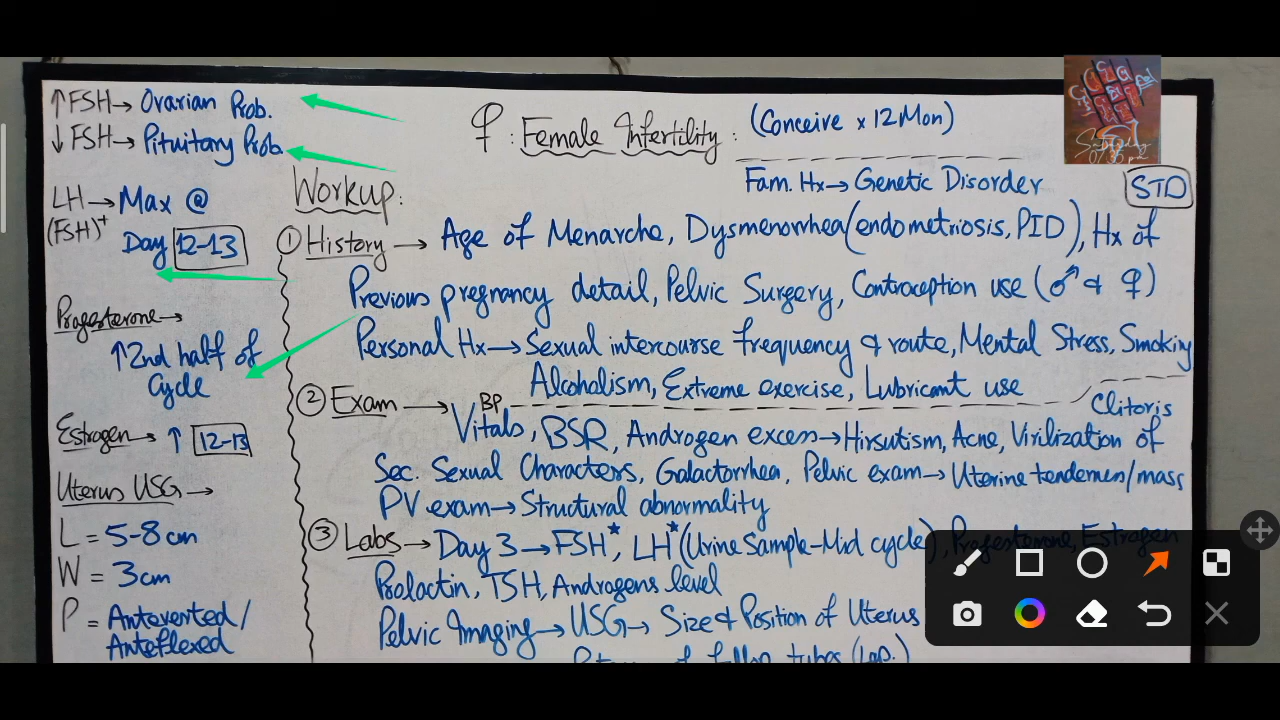 ♀ : Female Infertility : (Conceive x 12 Mon)
Fam. Hx → Genetic Disorder
STD
Workup:
① History → Age of Menarche, Dysmenorrhea (endometriosis, PID), Hx of
Previous pregnancy detail, Pelvic Surgery, Contraception use (♂ & ♀)
Personal Hx → Sexual intercourse frequency & route, Mental Stress, Smoking
Alcoholism, Extreme exercise, Lubricant use
② Exam → Vitals, BSR, Androgen excess → Hirsutism, Acne, Virilization of
BP
Clitoris
Sec. Sexual Characters, Galactorrhea, Pelvic exam → Uterine tenderness/mass
PV exam → Structural abnormality
③ Labs → Day 3 → FSH*, LH* (Urine Sample-Mid cycle), Progesterone, Estrogen
Prolactin, TSH, Androgens level
Pelvic Imaging → USG → Size & Position of Uterus
↑ FSH → Ovarian Prob.
↓ FSH → Pituitary Prob.
LH → Max @
(FSH)+
Day 12-13
Progesterone →
↑ 2nd half of
Cycle
Estrogen → ↑ 12-13
Uterus USG →
L = 5-8 cm
W = 3 cm
P = Anteverted/
Anteflexed